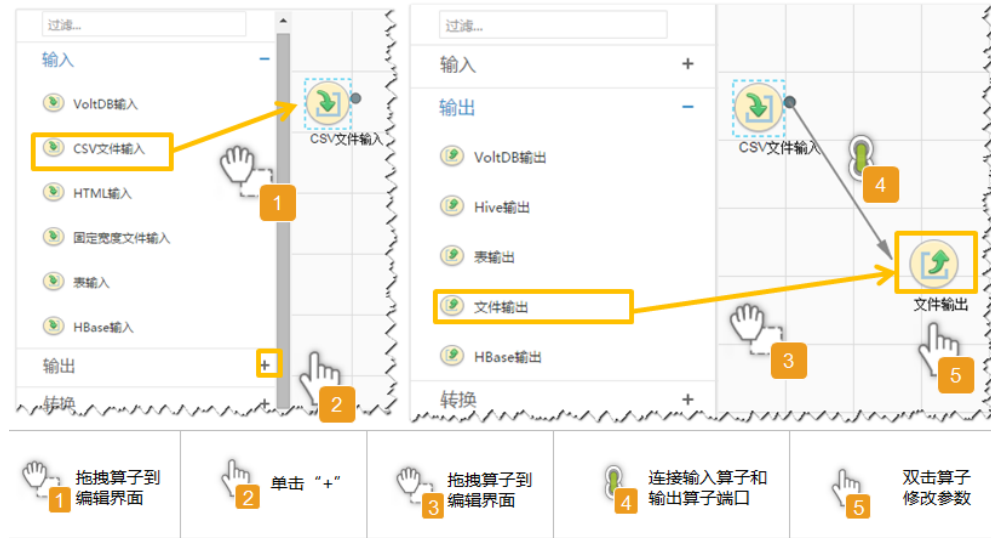 过滤...
输入 −
VoltDB输入
CSV文件输入
HTML输入
固定宽度文件输入
表输入
HBase输入
输出 +
转换 +
CSV文件输入
1
2
过滤...
输入 +
输出 −
VoltDB输出
Hive输出
表输出
文件输出
HBase输出
转换 +
CSV文件输入
4
文件输出
3
5
1 拖拽算子到
编辑界面
2 单击“+”
3 拖拽算子到
编辑界面
4 连接输入算子和
输出算子端口
5 双击算子
修改参数